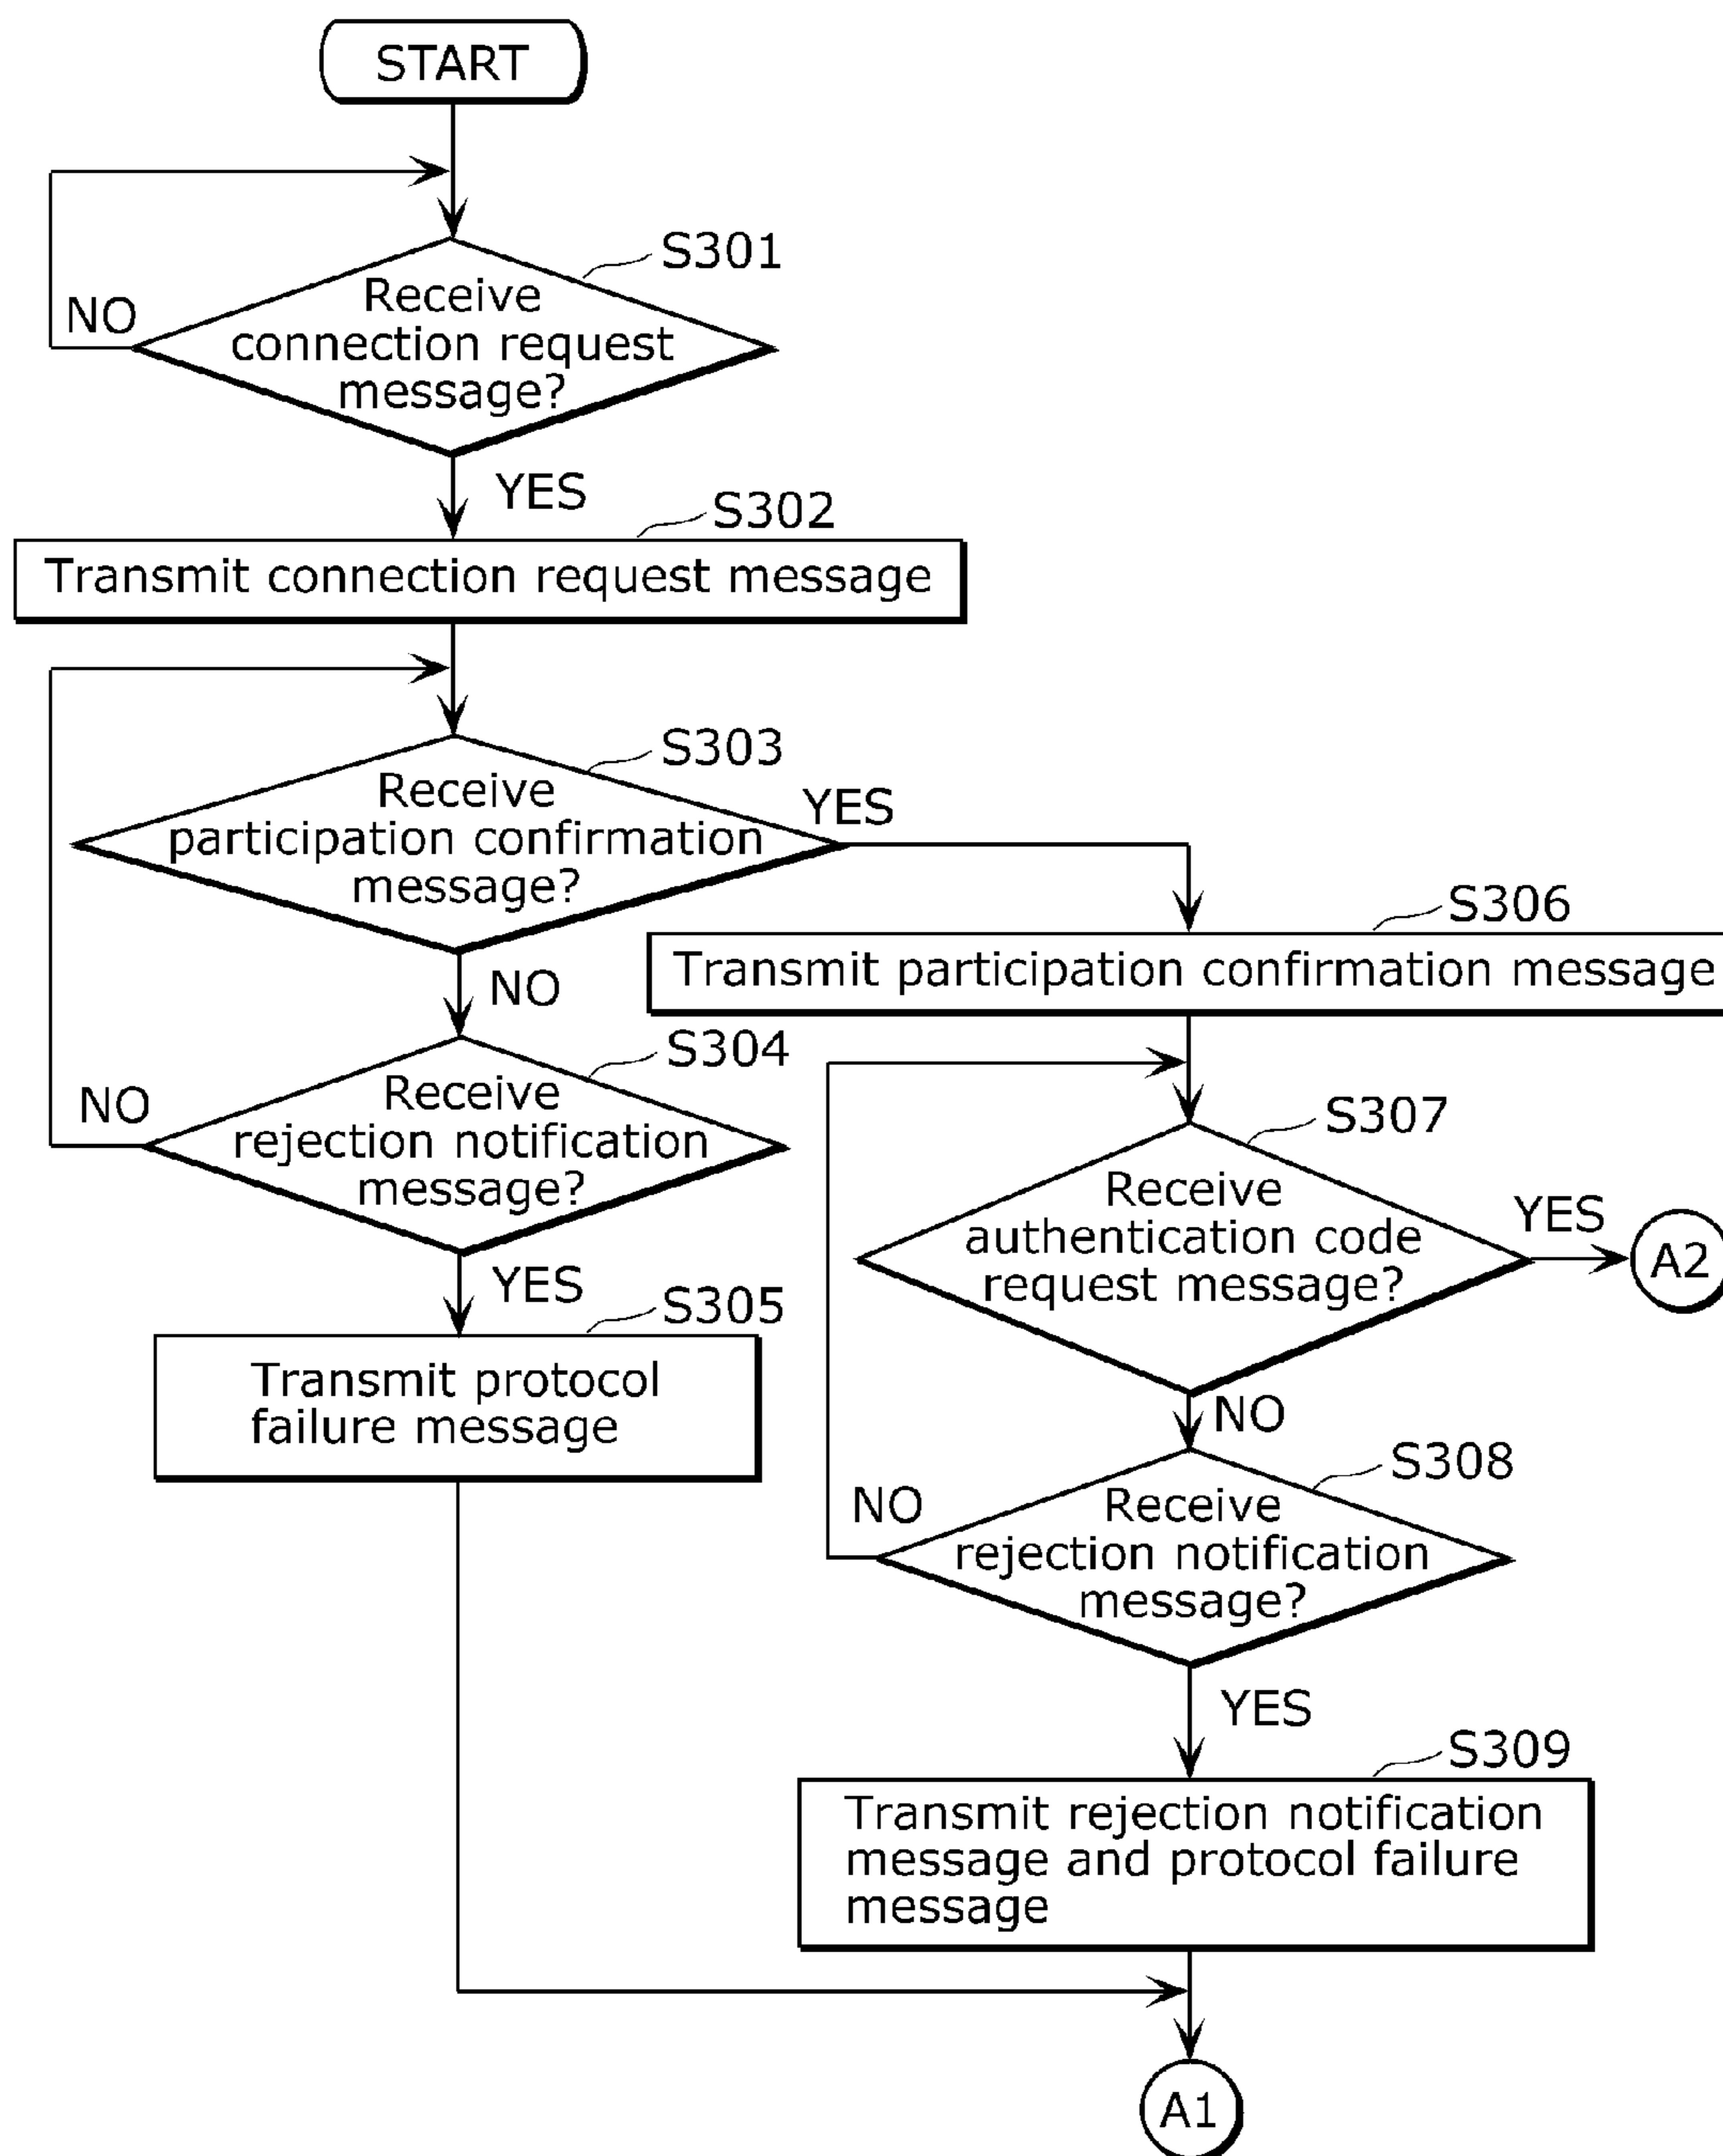 START
S301
Receive
connection request
message?
NO
YES
S302
Transmit connection request message
S303
Receive
participation confirmation
message?
YES
NO
S306
Transmit participation confirmation message
S304
Receive
rejection notification
message?
NO
YES
S305
Transmit protocol
failure message
S307
Receive
authentication code
request message?
YES
A2
NO
S308
Receive
rejection notification
message?
NO
YES
S309
Transmit rejection notification
message and protocol failure
message
A1